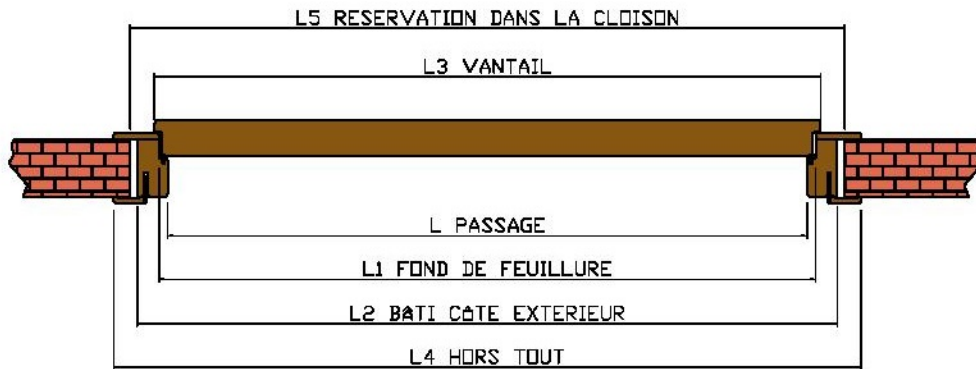 L5 RESERVATION DANS LA CLOISON
L3 VANTAIL
L PASSAGE
L1 FOND DE FEUILLURE
L2 BATI COTE EXTERIEUR
L4 HORS TOUT